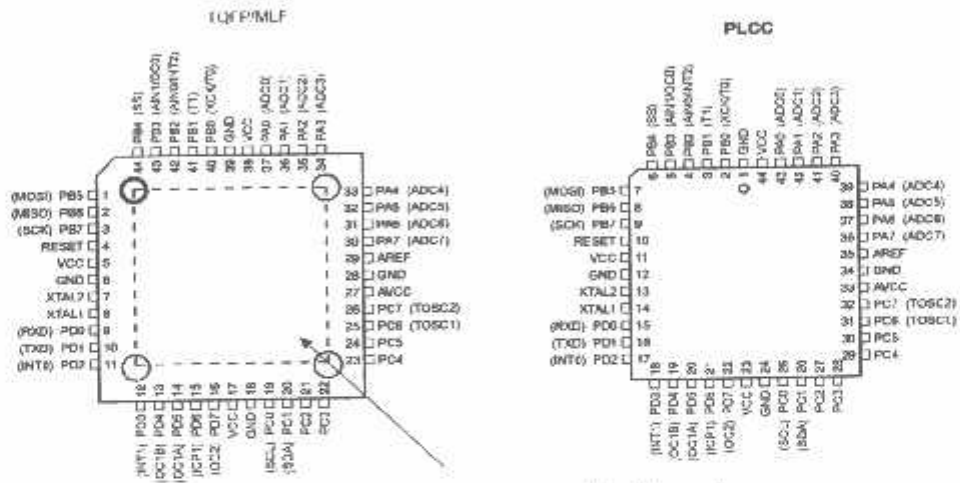 TQFP/MLF
PB4 (SS)
PB3 (AIN1/OC0)
PB2 (AIN0/INT2)
PB1 (T1)
PB0 (XCK/T0)
GND
VCC
PA0 (ADC0)
PA1 (ADC1)
PA2 (ADC2)
PA3 (ADC3)
44 43 42 41 40 39 38 37 36 35 34
(MOSI) PB5 1
(MISO) PB6 2
(SCK) PB7 3
RESET 4
VCC 5
GND 6
XTAL2 7
XTAL1 8
(RXD) PD0 9
(TXD) PD1 10
(INT0) PD2 11
33 PA4 (ADC4)
32 PA5 (ADC5)
31 PA6 (ADC6)
30 PA7 (ADC7)
29 AREF
28 GND
27 AVCC
26 PC7 (TOSC2)
25 PC6 (TOSC1)
24 PC5
23 PC4
12 13 14 15 16 17 18 19 20 21 22
(INT1) PD3
(OC1B) PD4
(OC1A) PD5
(ICP1) PD6
(OC2) PD7
VCC
GND
(SCL) PC0
(SDA) PC1
PC2
PC3
PLCC
PB4 (SS)
PB3 (AIN1/OC0)
PB2 (AIN0/INT2)
PB1 (T1)
PB0 (XCK/T0)
GND
VCC
PA0 (ADC0)
PA1 (ADC1)
PA2 (ADC2)
PA3 (ADC3)
6 5 4 3 2 1 44 43 42 41 40
(MOSI) PB5 7
(MISO) PB6 8
(SCK) PB7 9
RESET 10
VCC 11
GND 12
XTAL2 13
XTAL1 14
(RXD) PD0 15
(TXD) PD1 16
(INT0) PD2 17
39 PA4 (ADC4)
38 PA5 (ADC5)
37 PA6 (ADC6)
36 PA7 (ADC7)
35 AREF
34 GND
33 AVCC
32 PC7 (TOSC2)
31 PC6 (TOSC1)
30 PC5
29 PC4
18 19 20 21 22 23 24 25 26 27 28
(INT1) PD3
(OC1B) PD4
(OC1A) PD5
(ICP1) PD6
(OC2) PD7
VCC
GND
(SCL) PC0
(SDA) PC1
PC2
PC3